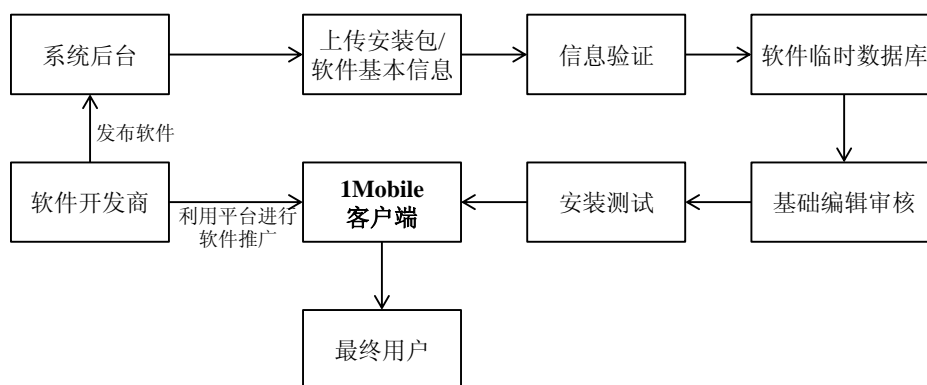 系统后台
上传安装包/
软件基本信息
信息验证
软件临时数据库
发布软件
软件开发商
利用平台进行
软件推广
1Mobile
客户端
安装测试
基础编辑审核
最终用户